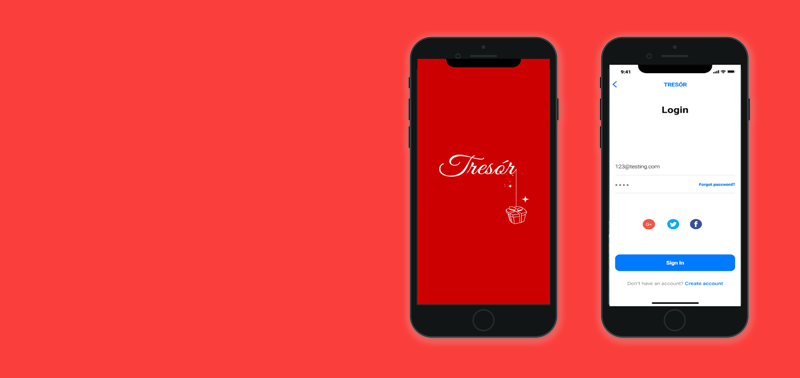 Tresór
9:41
TRESÓR
Login
123@testing.com
Forgot password?
G+
Sign In
Don't have an account? Create account